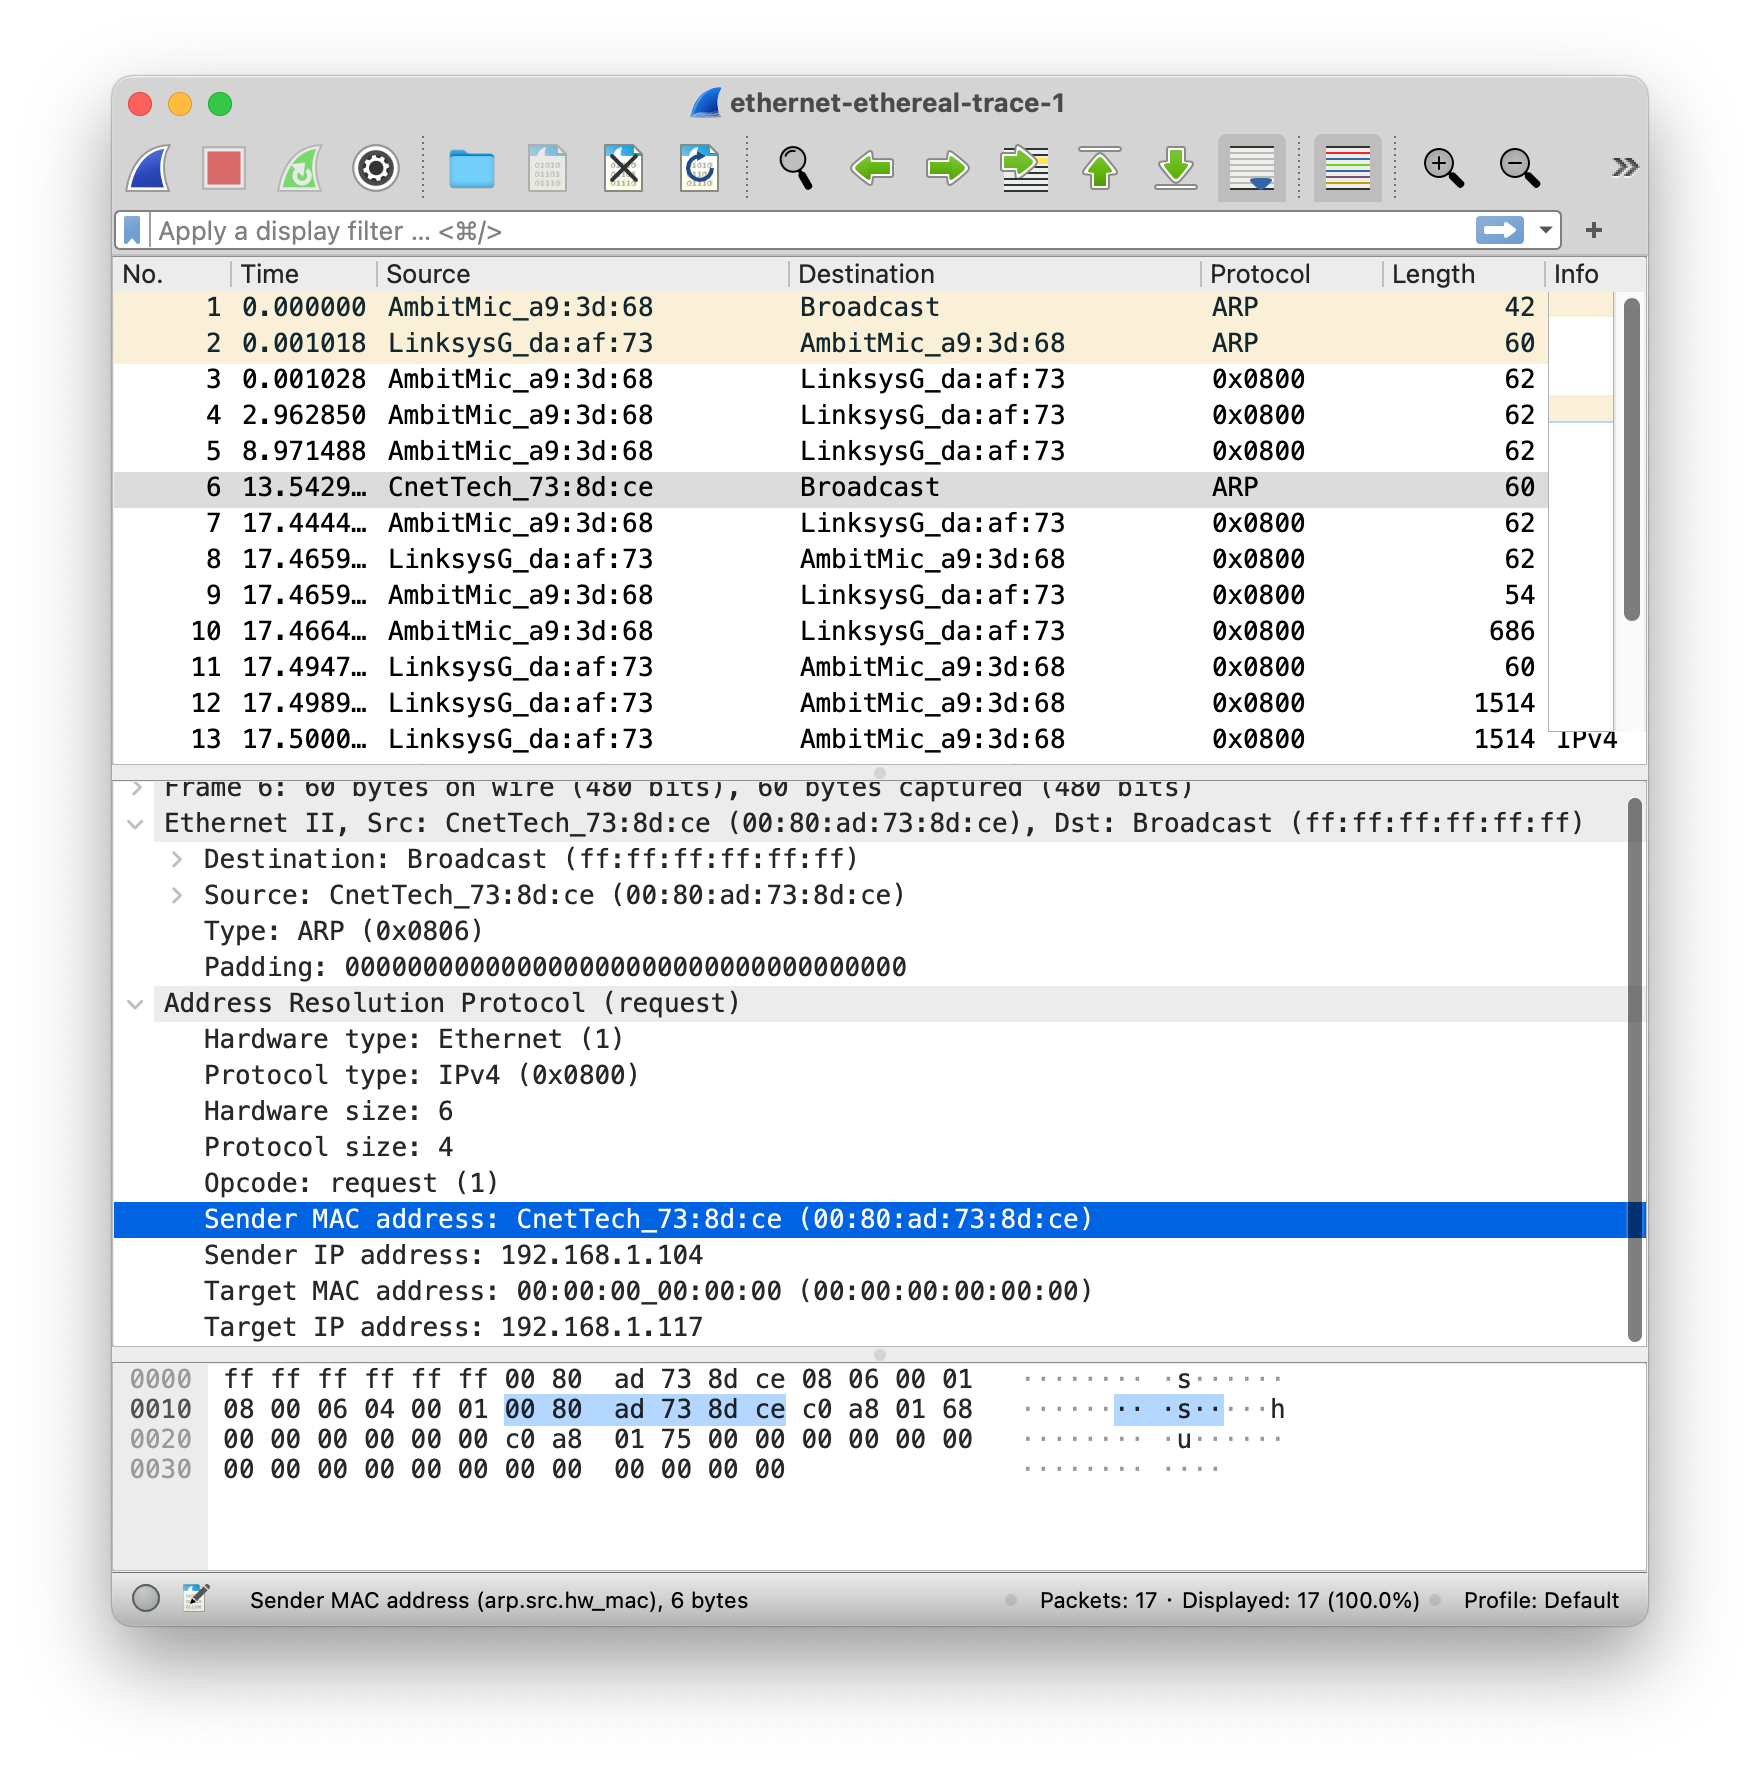 ethernet-ethereal-trace-1
Apply a display filter ... <⌘/>
No. Time Source Destination Protocol Length Info
1 0.000000 AmbitMic_a9:3d:68 Broadcast ARP 42
2 0.001018 LinksysG_da:af:73 AmbitMic_a9:3d:68 ARP 60
3 0.001028 AmbitMic_a9:3d:68 LinksysG_da:af:73 0x0800 62
4 2.962850 AmbitMic_a9:3d:68 LinksysG_da:af:73 0x0800 62
5 8.971488 AmbitMic_a9:3d:68 LinksysG_da:af:73 0x0800 62
6 13.5429… CnetTech_73:8d:ce Broadcast ARP 60
7 17.4444… AmbitMic_a9:3d:68 LinksysG_da:af:73 0x0800 62
8 17.4659… LinksysG_da:af:73 AmbitMic_a9:3d:68 0x0800 62
9 17.4659… AmbitMic_a9:3d:68 LinksysG_da:af:73 0x0800 54
10 17.4664… AmbitMic_a9:3d:68 LinksysG_da:af:73 0x0800 686
11 17.4947… LinksysG_da:af:73 AmbitMic_a9:3d:68 0x0800 60
12 17.4989… LinksysG_da:af:73 AmbitMic_a9:3d:68 0x0800 1514
13 17.5000… LinksysG_da:af:73 AmbitMic_a9:3d:68 0x0800 1514 IPv4
Frame 6: 60 bytes on wire (480 bits), 60 bytes captured (480 bits)
Ethernet II, Src: CnetTech_73:8d:ce (00:80:ad:73:8d:ce), Dst: Broadcast (ff:ff:ff:ff:ff:ff)
Destination: Broadcast (ff:ff:ff:ff:ff:ff)
Source: CnetTech_73:8d:ce (00:80:ad:73:8d:ce)
Type: ARP (0x0806)
Padding: 000000000000000000000000000000000000
Address Resolution Protocol (request)
Hardware type: Ethernet (1)
Protocol type: IPv4 (0x0800)
Hardware size: 6
Protocol size: 4
Opcode: request (1)
Sender MAC address: CnetTech_73:8d:ce (00:80:ad:73:8d:ce)
Sender IP address: 192.168.1.104
Target MAC address: 00:00:00_00:00:00 (00:00:00:00:00:00)
Target IP address: 192.168.1.117
0000 ff ff ff ff ff ff 00 80 ad 73 8d ce 08 06 00 01 ········ ·s······
0010 08 00 06 04 00 01 00 80 ad 73 8d ce c0 a8 01 68 ········ ·s·····h
0020 00 00 00 00 00 00 c0 a8 01 75 00 00 00 00 00 00 ········ ·u······
0030 00 00 00 00 00 00 00 00 00 00 00 00 ········ ····
Sender MAC address (arp.src.hw_mac), 6 bytes Packets: 17 · Displayed: 17 (100.0%) Profile: Default